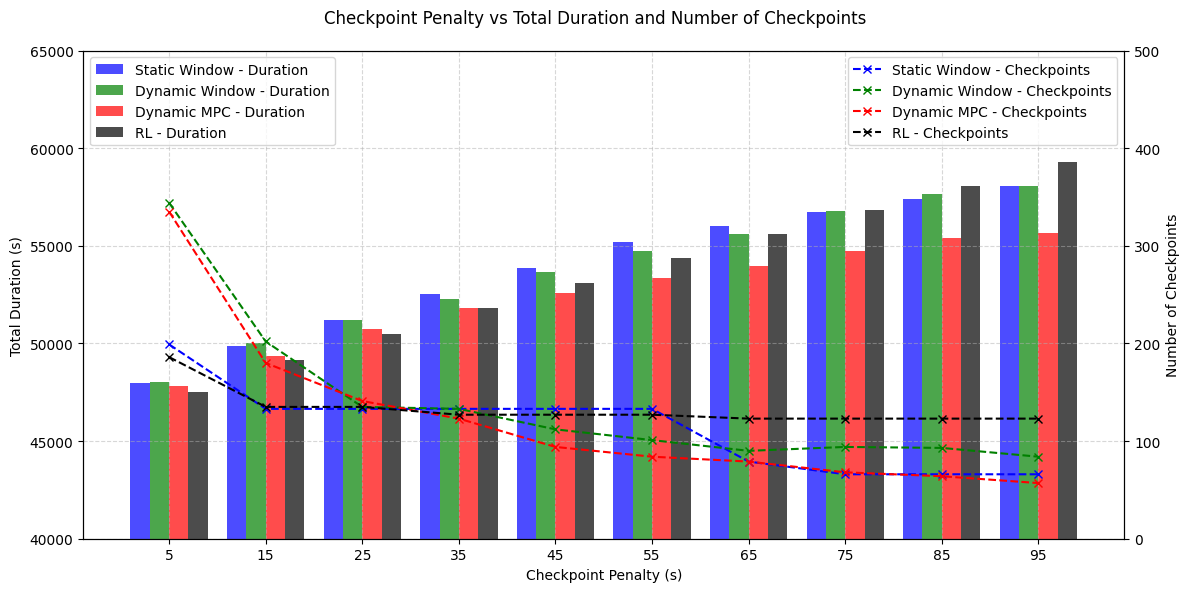 Checkpoint Penalty vs Total Duration and Number of Checkpoints
Static Window - Duration
Dynamic Window - Duration
Dynamic MPC - Duration
RL - Duration
Static Window - Checkpoints
Dynamic Window - Checkpoints
Dynamic MPC - Checkpoints
RL - Checkpoints
Total Duration (s)
65000
60000
55000
50000
45000
40000
500
400
300
200
100
0
Number of Checkpoints
5 15 25 35 45 55 65 75 85 95
Checkpoint Penalty (s)